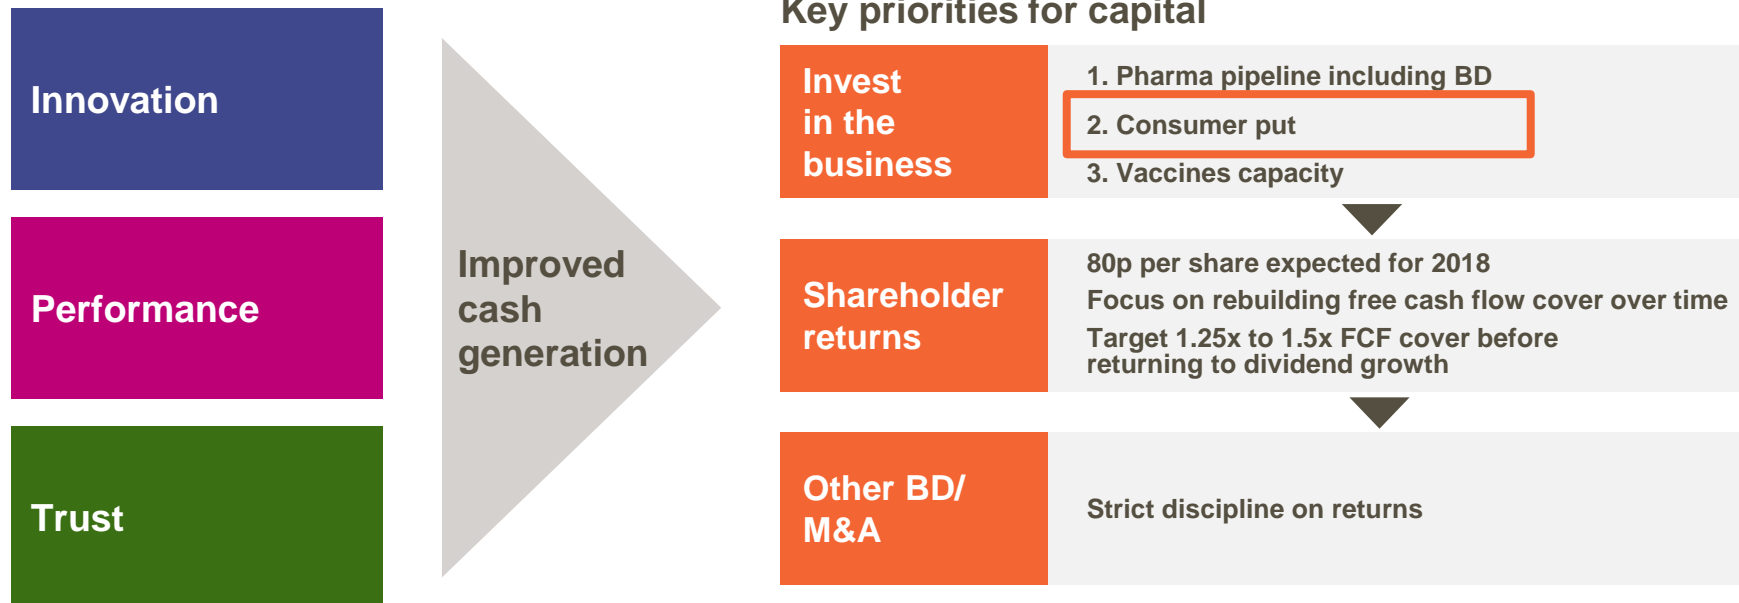 Key priorities for capital
Innovation
Performance
Trust
Improved
cash
generation
Invest
in the
business
1. Pharma pipeline including BD
2. Consumer put
3. Vaccines capacity
Shareholder
returns
80p per share expected for 2018
Focus on rebuilding free cash flow cover over time
Target 1.25x to 1.5x FCF cover before
returning to dividend growth
Other BD/
M&A
Strict discipline on returns